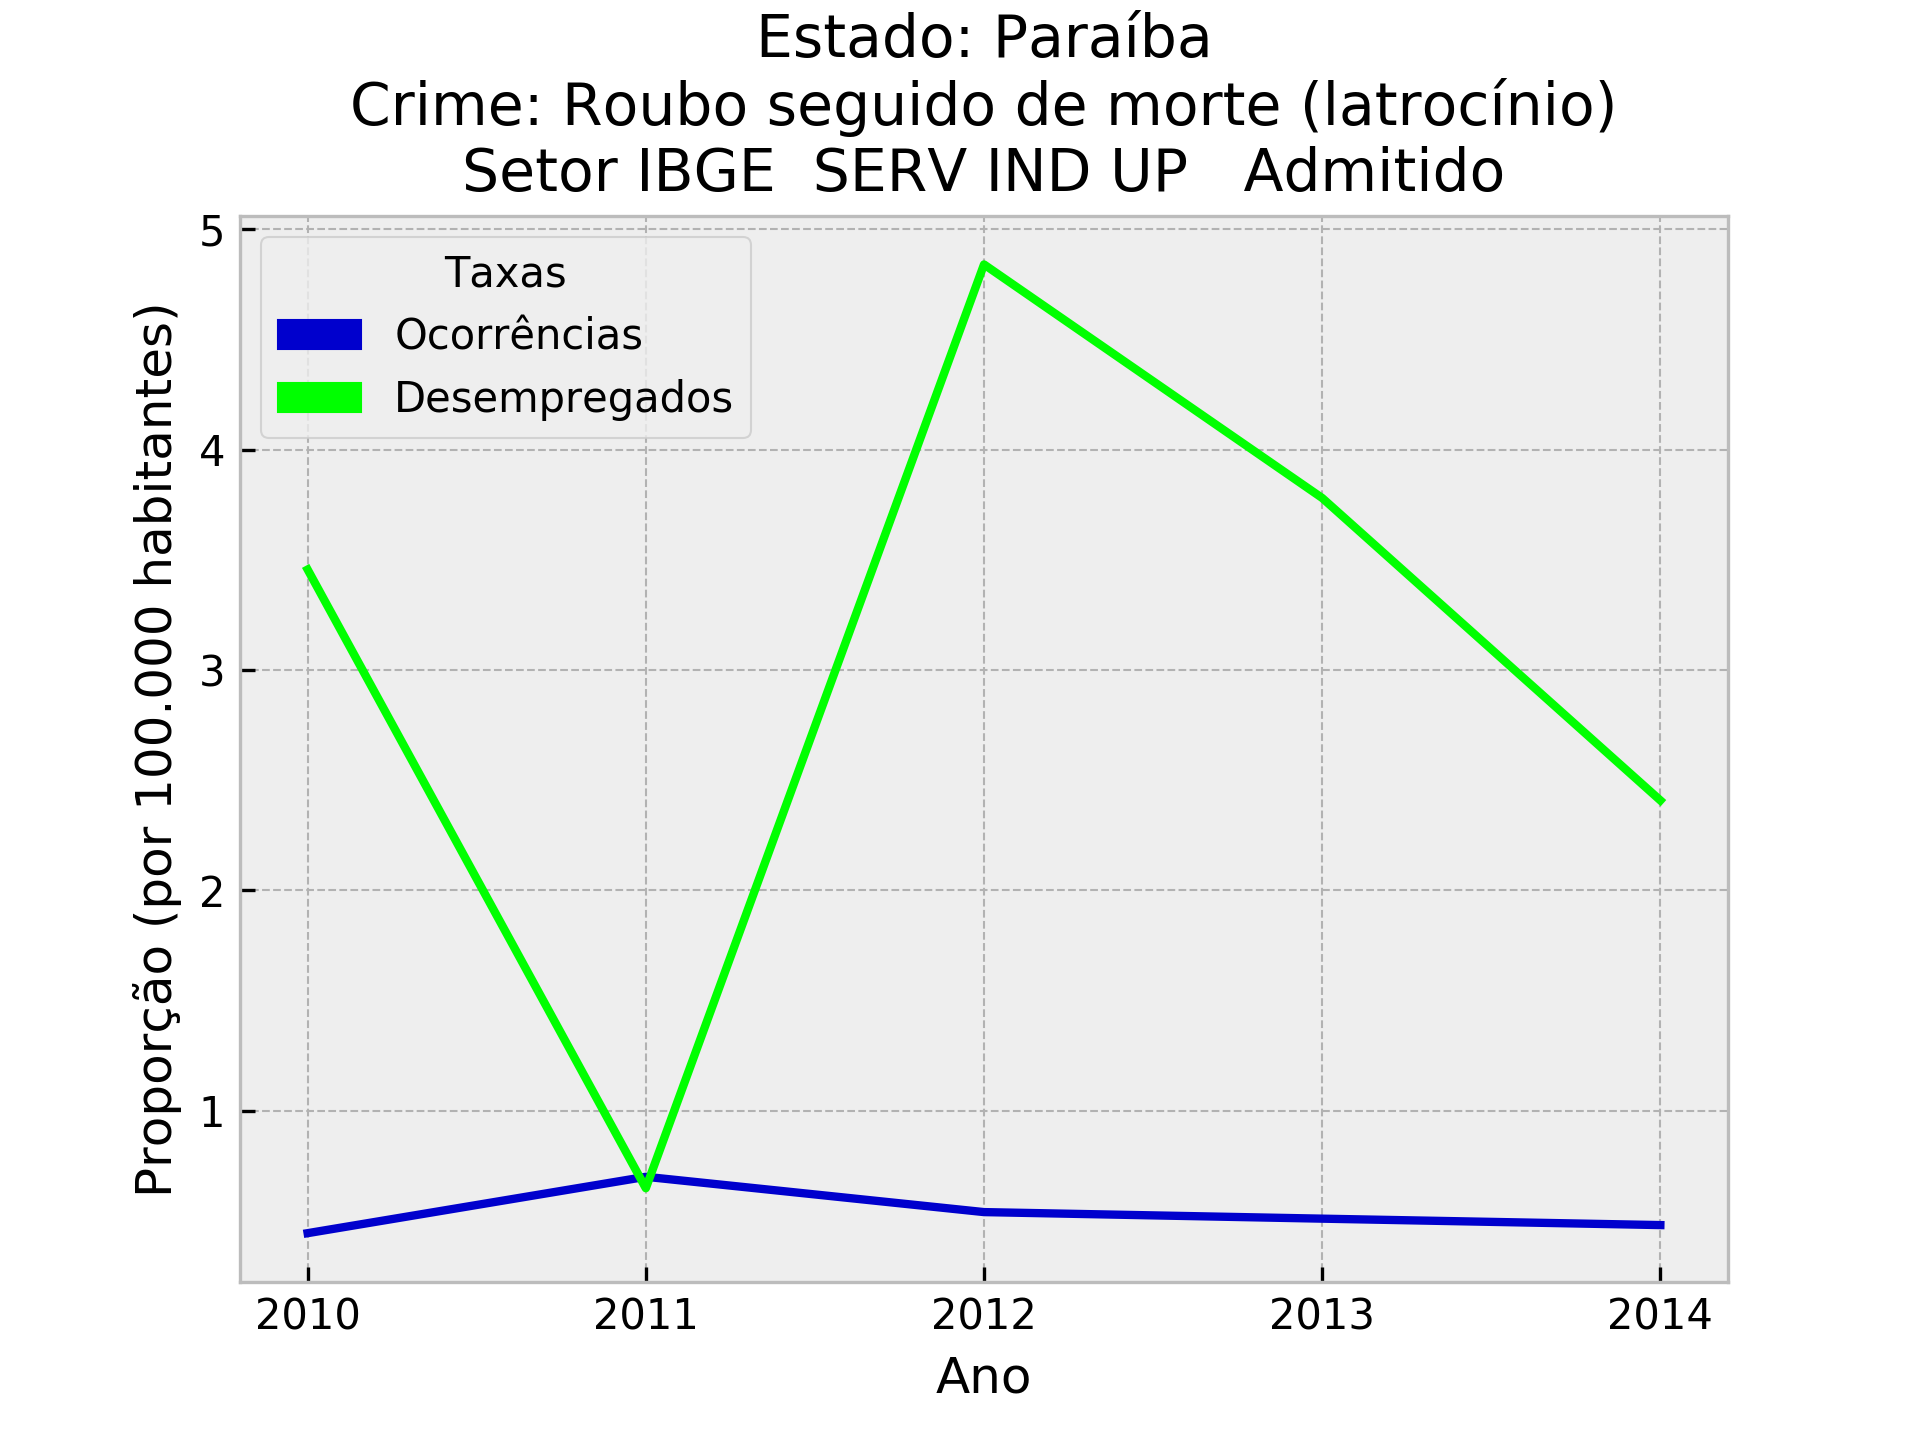 Estado: Paraíba
Crime: Roubo seguido de morte (latrocínio)
Setor IBGE  SERV IND UP   Admitido
Proporção (por 100.000 habitantes)
5
4
3
2
1
Taxas
Ocorrências
Desempregados
2010 2011 2012 2013 2014
Ano